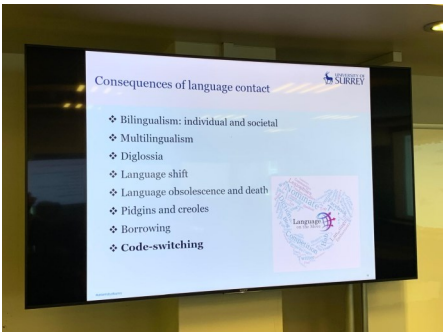 Consequences of language contact
UNIVERSITY OF
SURREY
❖ Bilingualism: individual and societal
❖ Multilingualism
❖ Diglossia
❖ Language shift
❖ Language obsolescence and death
❖ Pidgins and creoles
❖ Borrowing
❖ Code-switching
Language